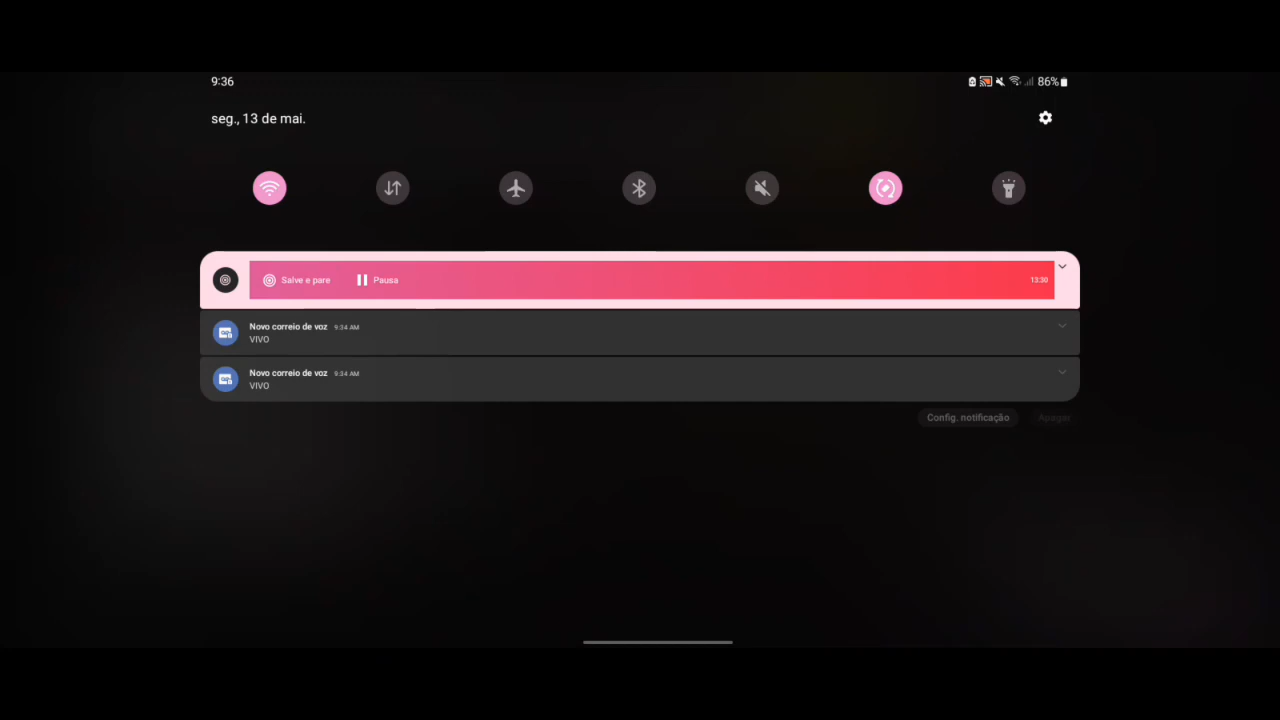 9:36
86%
seg., 13 de mai.
Salve e pare
Pausa
13:30
Novo correio de voz 9:34 AM
VIVO
Novo correio de voz 9:34 AM
VIVO
Config. notificação
Apagar